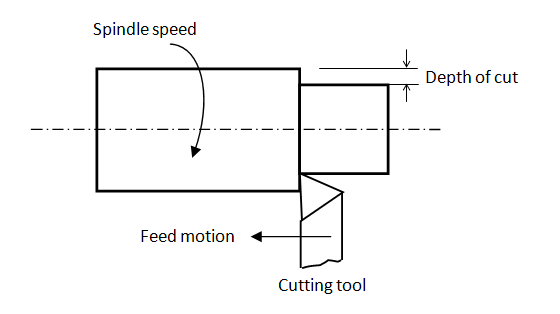 Spindle speed
Depth of cut
Feed motion
Cutting tool